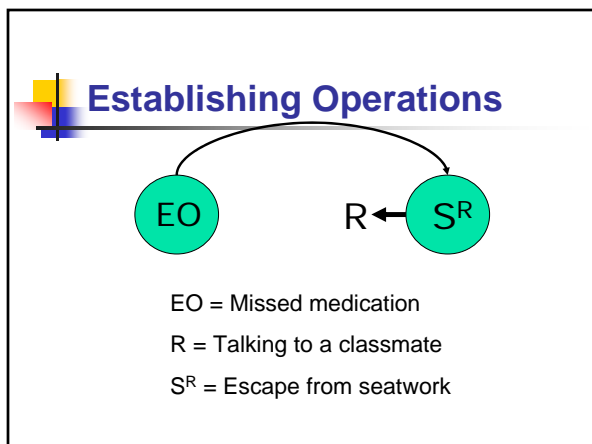 Establishing Operations
EO R S^R
EO = Missed medication
R = Talking to a classmate
S^R = Escape from seatwork